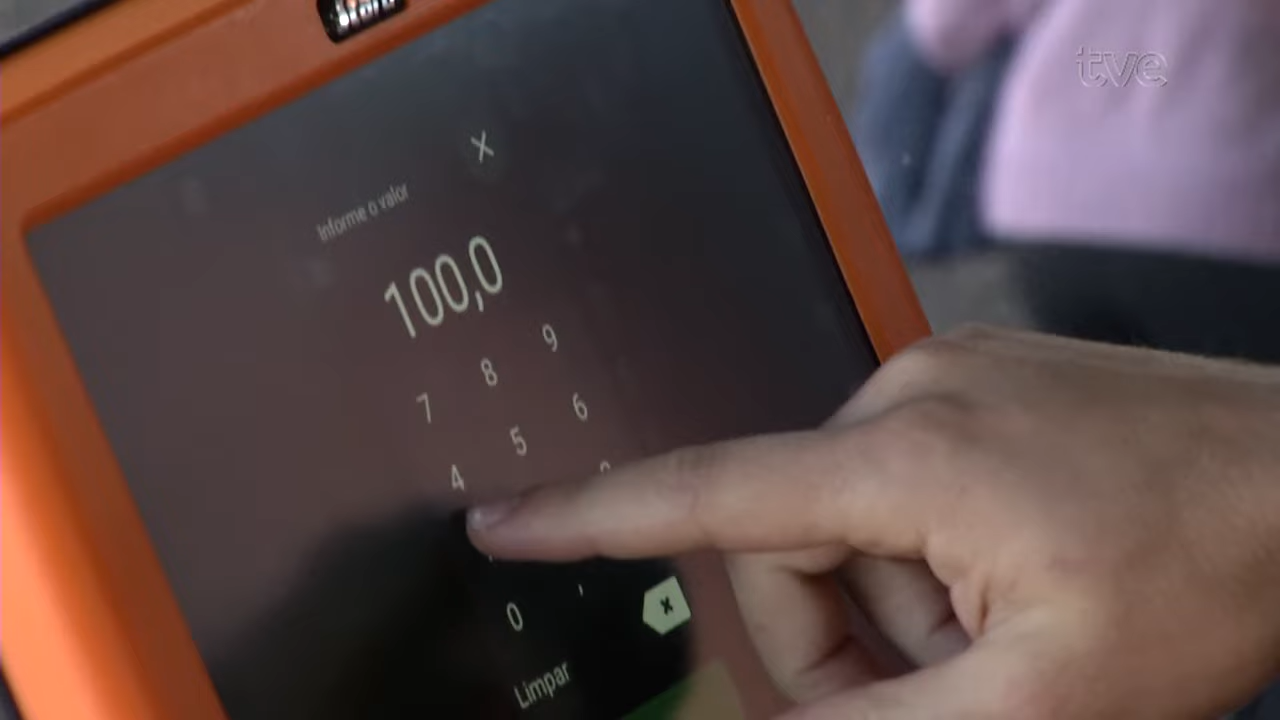 tve
X
Informe o valor
100,0
7 8 9
4 5 6
0 ,
x
Limpar